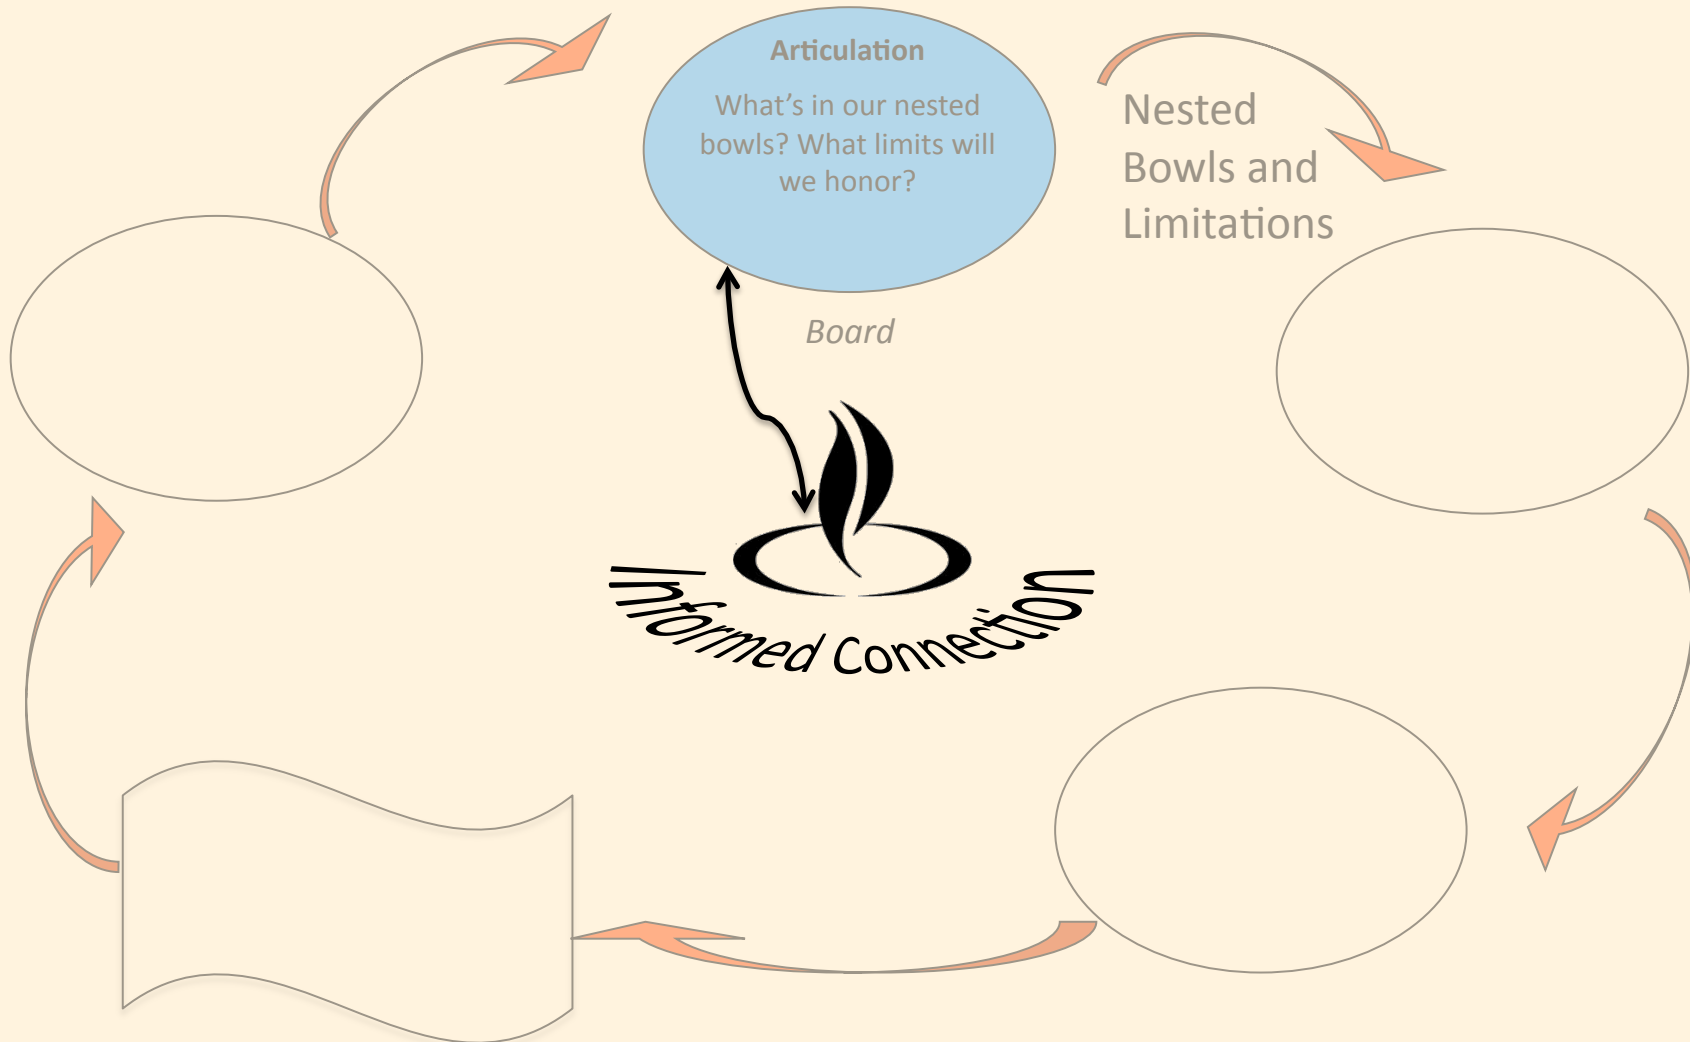 Articulation
What’s in our nested
bowls? What limits will
we honor?
Nested
Bowls and
Limitations
Board
Informed Connection